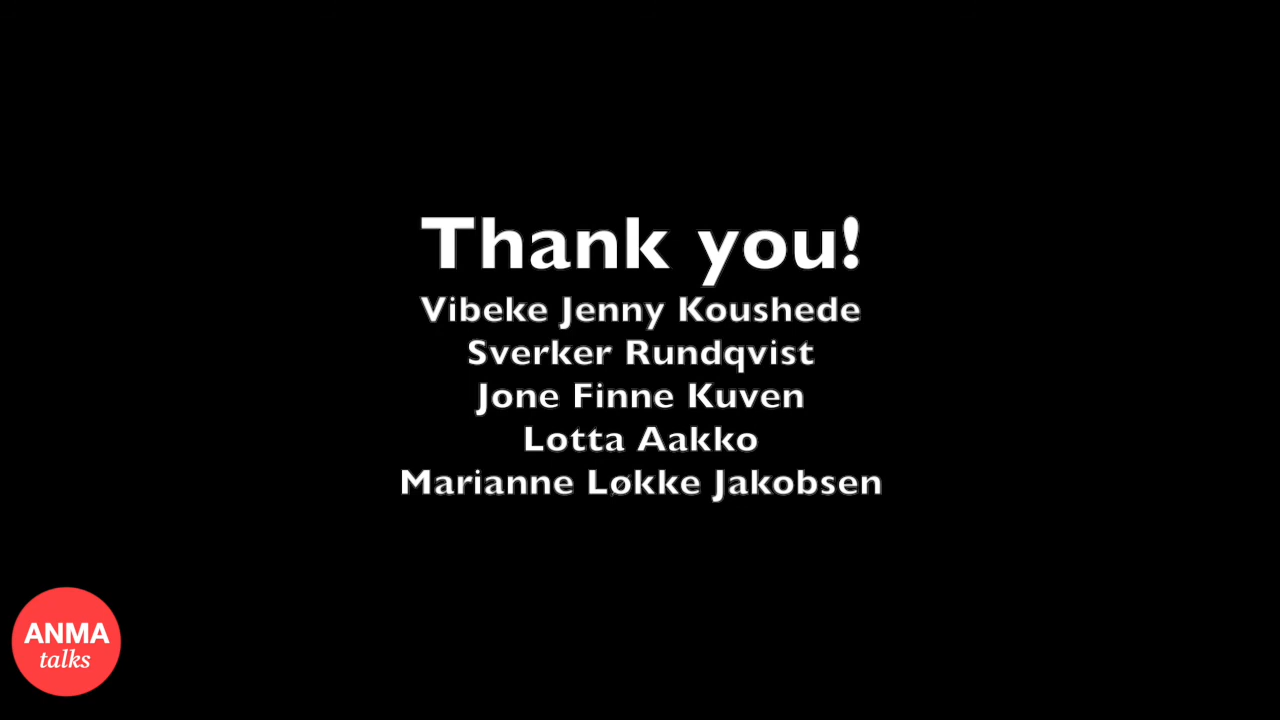 Thank you!
Vibeke Jenny Koushede
Sverker Rundqvist
Jone Finne Kuven
Lotta Aakko
Marianne Løkke Jakobsen
ANMA
talks